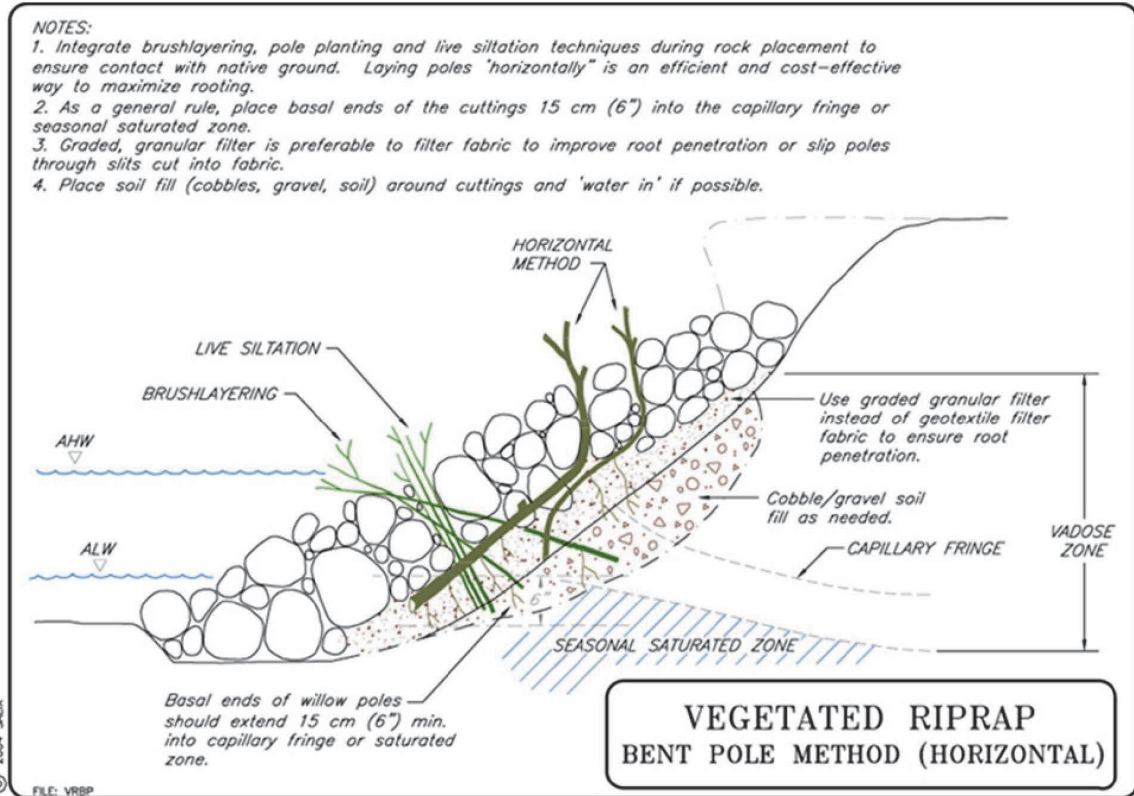 NOTES:
1. Integrate brushlayering, pole planting and live siltation techniques during rock placement to
ensure contact with native ground. Laying poles 'horizontally" is an efficient and cost-effective
way to maximize rooting.
2. As a general rule, place basal ends of the cuttings 15 cm (6") into the capillary fringe or
seasonal saturated zone.
3. Graded, granular filter is preferable to filter fabric to improve root penetration or slip poles
through slits cut into fabric.
4. Place soil fill (cobbles, gravel, soil) around cuttings and 'water in' if possible.
HORIZONTAL
METHOD
LIVE SILTATION
BRUSHLAYERING
AHW
ALW
Use graded granular filter
instead of geotextile filter
fabric to ensure root
penetration.
Cobble/gravel soil
fill as needed.
CAPILLARY FRINGE
VADOSE
ZONE
6"
SEASONAL SATURATED ZONE
Basal ends of willow poles
should extend 15 cm (6") min.
into capillary fringe or saturated
zone.
VEGETATED RIPRAP
BENT POLE METHOD (HORIZONTAL)
© 2004 SALIX
FILE: VRBP